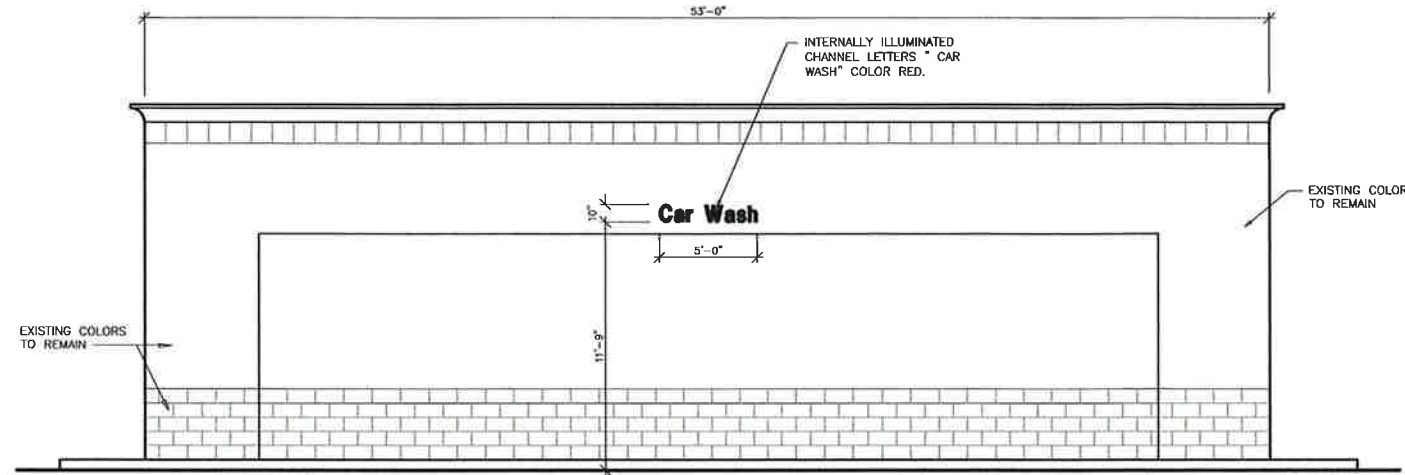 53'-0"
INTERNALLY ILLUMINATED
CHANNEL LETTERS " CAR
WASH" COLOR RED.
EXISTING COLOR
TO REMAIN
10"
Car Wash
5'-0"
EXISTING COLORS
TO REMAIN
11'-9"